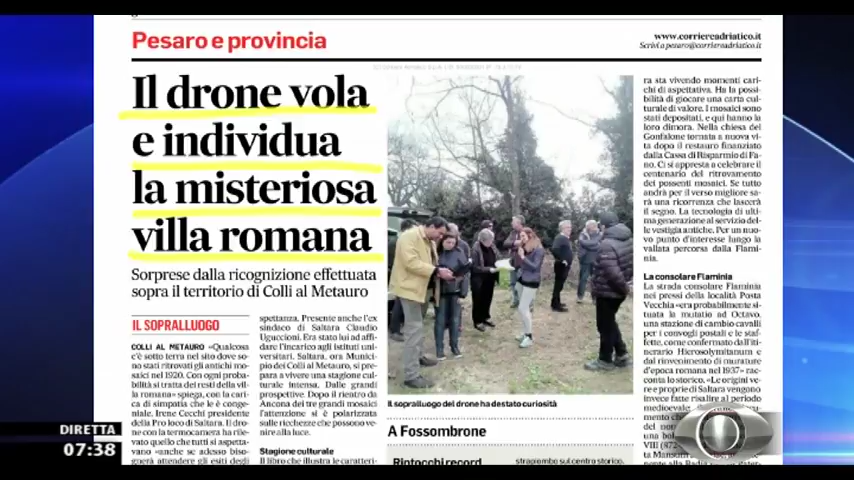 Pesaro e provincia
www.corriereadriatico.it
Scrivi a pesaro@corriereadriatico.it
Il drone vola
e individua
la misteriosa
villa romana
Sorprese dalla ricognizione effettuata
sopra il territorio di Colli al Metauro
IL SOPRALLUOGO
COLLI AL METAURO «Qualcosa
c'è sotto terra nel sito dove so-
no stati ritrovati gli antichi mo-
saici nel 1920. Con ogni proba-
bilità si tratta dei resti della vil-
la romana» spiega, con la cari-
ca di simpatia che le è conge-
niale, Irene Cecchi presidente
della Pro loco di Saltara. Il dro-
ne con la termocamera ha rile-
vato quello che tutti si aspetta-
vano «anche se adesso biso-
gnerà attendere gli esiti degli
spettanza. Presente anche l'ex
sindaco di Saltara Claudio
Uguccioni. Era stato lui ad affi-
dare l'incarico agli istituti uni-
versitari. Saltara, ora Munici-
pio dei Colli al Metauro, si pre-
para a vivere una stagione cul-
turale intensa. Dalle grandi
prospettive. Dopo il rientro da
Ancona dei tre grandi mosaici
l'attenzione si è polarizzata
sulle ricchezze che possono ve-
nire alla luce.
Stagione culturale
Il libro che illustra le caratteri-
Il sopralluogo del drone ha destato curiosità
A Fossombrone
Rintocchi record
strapiombo sul centro storico.
ra sta vivendo momenti cari-
chi di aspettativa. Ha la possi-
bilità di giocare una carta cultu-
rale di valore. I mosaici sono
stati depositati, e qui hanno la
loro dimora. Nella chiesa del
Gonfalone tornata a nuova vi-
ta dopo il restauro finanziato
dalla Cassa di Risparmio di Fa-
no. Ci si appresta a celebrare il
centenario del ritrovamento
dei possenti mosaici. Se tutto
andrà per il verso migliore sa-
rà una ricorrenza che lascerà
il segno. La tecnologia di ulti-
ma generazione al servizio del-
le vestigia antiche. Per un nuo-
vo punto d'interesse lungo la
vallata percorsa dalla Flami-
nia.
La consolare Flaminia
La strada consolare Flaminia
nei pressi della località Posta
Vecchia «era probabilmente si-
tuata la mutatio ad Octavo,
una stazione di cambio cavalli
per i convogli postali e le staf-
fette, come confermato dall'Iti-
nerario Hierosolymitanum e
dal rinvenimento di murature
d'epoca romana nel 1937» rac-
conta lo storico. «Le origini ve-
re e proprie di Saltara vengono
invece fatte risalire al periodo
DIRETTA
07:38